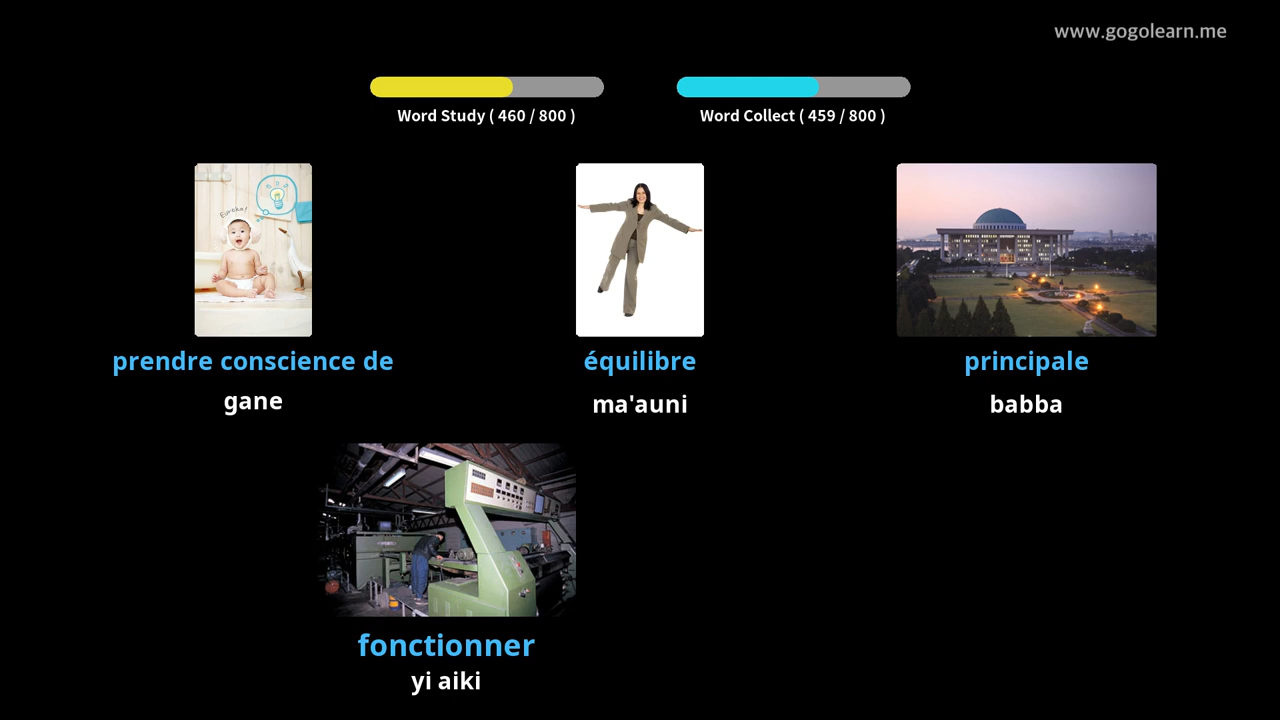 www.gogolearn.me
Word Study ( 460 / 800 )
Word Collect ( 459 / 800 )
Eureka!
prendre conscience de
équilibre
principale
gane
ma'auni
babba
fonctionner
yi aiki